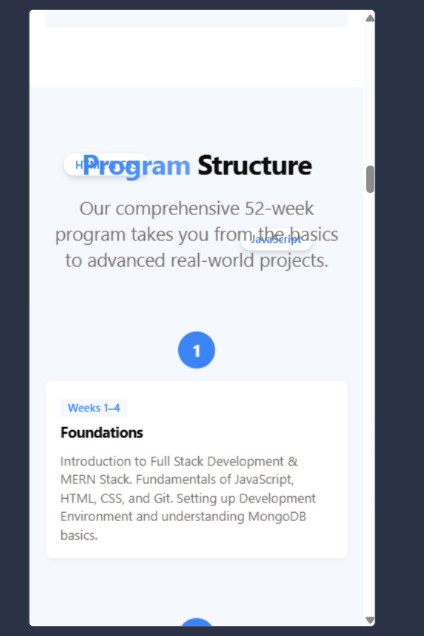 HTML & CSS
Program Structure
Our comprehensive 52-week
program takes you from the basics
JavaScript
to advanced real-world projects.
1
Weeks 1–4
Foundations
Introduction to Full Stack Development &
MERN Stack. Fundamentals of JavaScript,
HTML, CSS, and Git. Setting up Development
Environment and understanding MongoDB
basics.